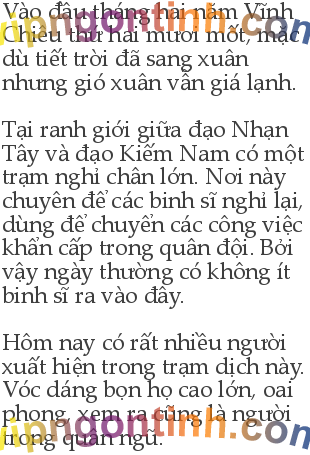 Vào đầu tháng hai năm Vĩnh
Chiêu thứ hai mươi mốt, mặc
dù tiết trời đã sang xuân
nhưng gió xuân vẫn giá lạnh.
Tại ranh giới giữa đạo Nhạn
Tây và đạo Kiếm Nam có một
trạm nghỉ chân lớn. Nơi này
chuyên để các binh sĩ nghỉ lại,
dùng để chuyển các công việc
khẩn cấp trong quân đội. Bởi
vậy ngày thường có không ít
binh sĩ ra vào đây.
Hôm nay có rất nhiều người
xuất hiện trong trạm dịch này.
Vóc dáng bọn họ cao lớn, oai
phong, xem ra cũng là người
trong quân ngũ.
vipngontinh.com
vipngontinh.com